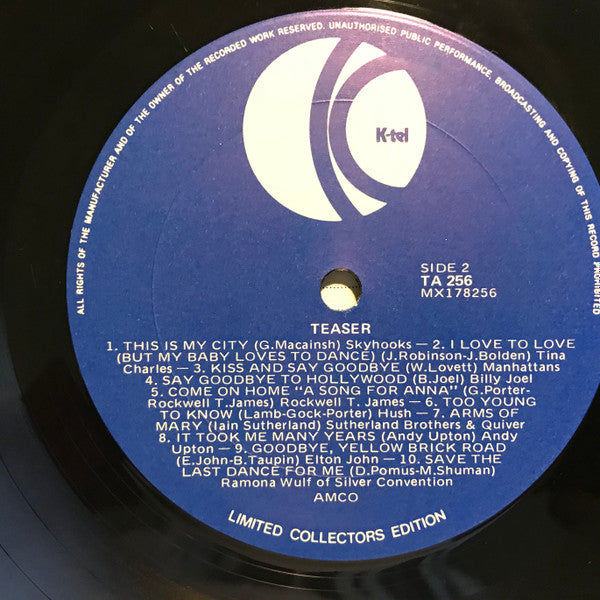 ALL RIGHTS OF THE MANUFACTURER AND OF THE OWNER OF THE RECORDED WORK RESERVED. UNAUTHORISED PUBLIC PERFORMANCE, BROADCASTING AND COPYING OF THIS RECORD PROHIBITED
K-tel
SIDE 2
TA 256
MX178256
TEASER
1. THIS IS MY CITY (G.Macainsh) Skyhooks — 2. I LOVE TO LOVE
(BUT MY BABY LOVES TO DANCE) (J.Robinson-J.Bolden) Tina
Charles — 3. KISS AND SAY GOODBYE (W.Lovett) Manhattans
4. SAY GOODBYE TO HOLLYWOOD (B.Joel) Billy Joel
5. COME ON HOME "A SONG FOR ANNA" (G.Porter-
Rockwell T.James) Rockwell T. James — 6. TOO YOUNG
TO KNOW (Lamb-Gock-Porter) Hush — 7. ARMS OF
MARY (Iain Sutherland) Sutherland Brothers & Quiver
8. IT TOOK ME MANY YEARS (Andy Upton) Andy
Upton — 9. GOODBYE, YELLOW BRICK ROAD
(E.John-B.Taupin) Elton John — 10. SAVE THE
LAST DANCE FOR ME (D.Pomus-M.Shuman)
Ramona Wulf of Silver Convention
AMCO
LIMITED COLLECTORS EDITION